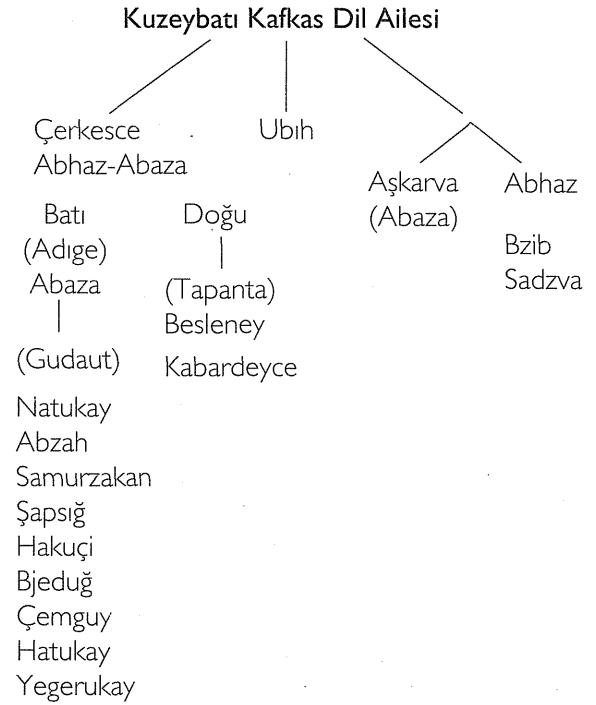 Kuzeybatı Kafkas Dil Ailesi
Çerkesce
Abhaz-Abaza
Ubıh
Aşkarva
(Abaza)
Abhaz
Bzib
Sadzva
Batı
(Adıge)
Abaza
(Gudaut)
Natukay
Abzah
Samurzakan
Şapsığ
Hakuçi
Bjeduğ
Çemguy
Hatukay
Yegerukay
Doğu
(Tapanta)
Besleney
Kabardeyce